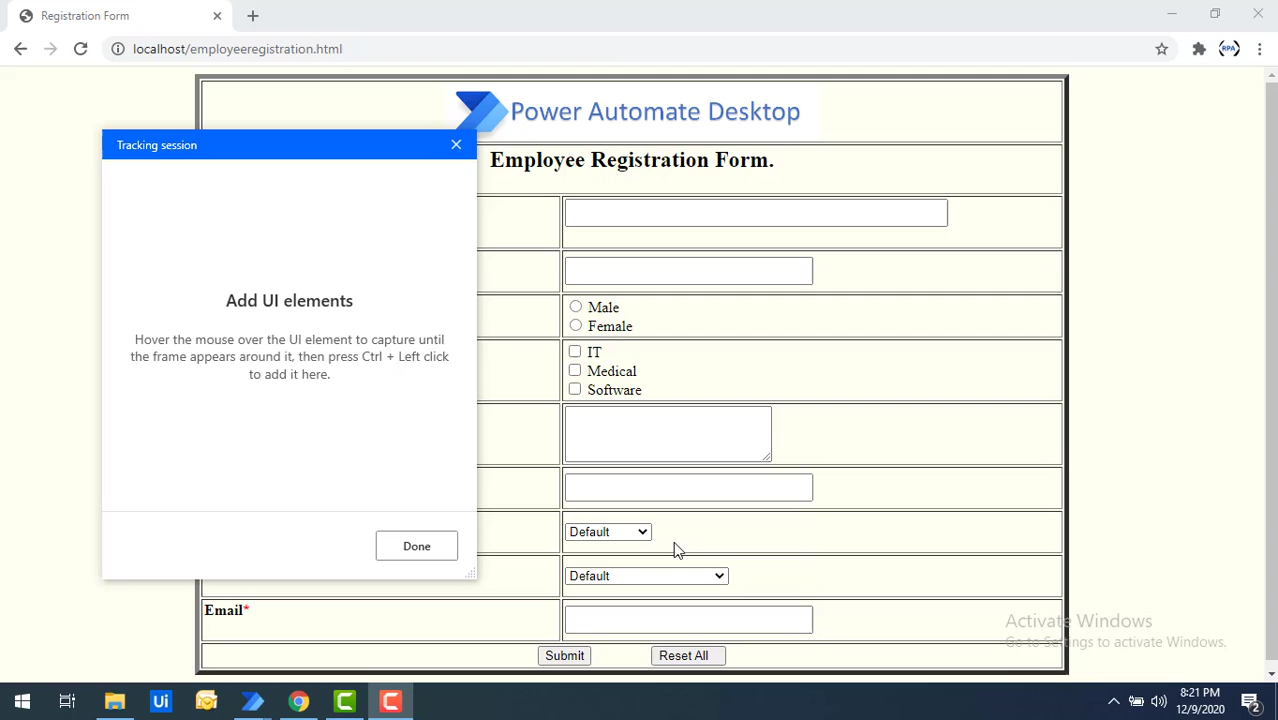 Registration Form
localhost/employeeregistration.html
RPA
Power Automate Desktop
Employee Registration Form.
Tracking session
Add UI elements
Hover the mouse over the UI element to capture until
the frame appears around it, then press Ctrl + Left click
to add it here.
Done
Male
Female
IT
Medical
Software
Default
Default
Email*
Submit
Reset All
Activate Windows
Go to Settings to activate Windows.
Ui
8:21 PM
12/9/2020
2